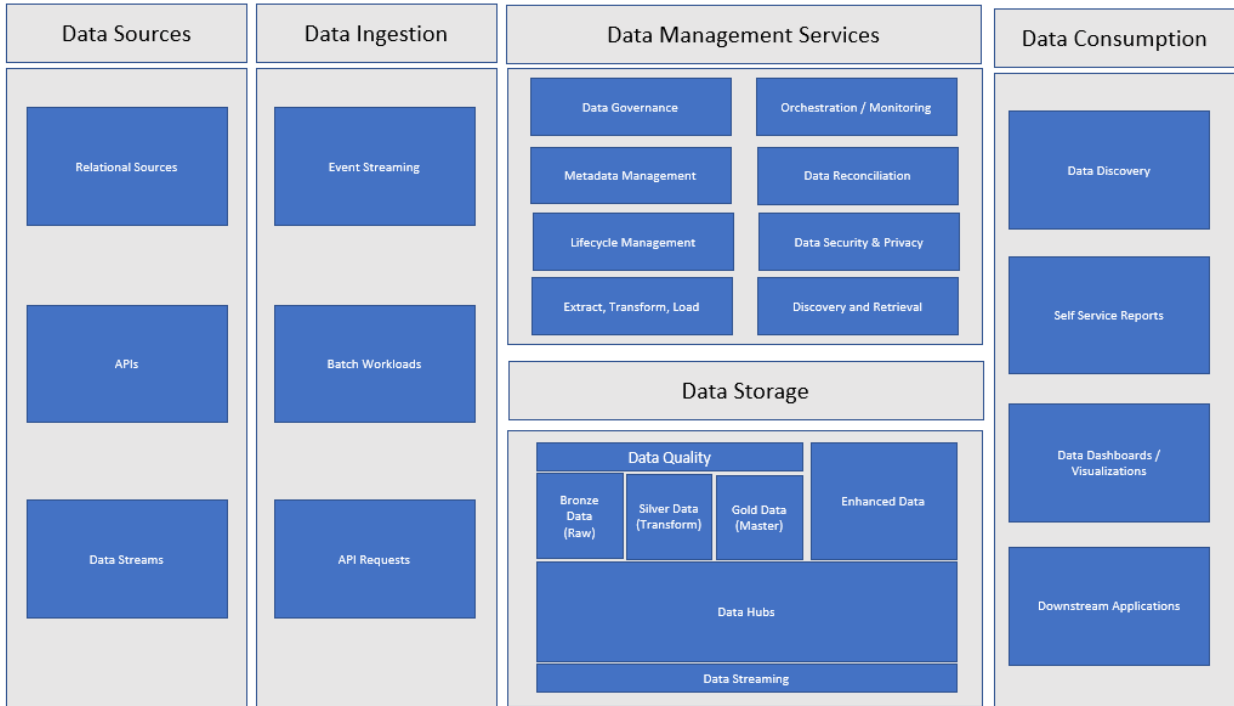 Data Sources
Relational Sources
APIs
Data Streams
Data Ingestion
Event Streaming
Batch Workloads
API Requests
Data Management Services
Data Governance
Orchestration / Monitoring
Metadata Management
Data Reconciliation
Lifecycle Management
Data Security & Privacy
Extract, Transform, Load
Discovery and Retrieval
Data Storage
Data Quality
Bronze
Data
(Raw)
Silver Data
(Transform)
Gold Data
(Master)
Enhanced Data
Data Hubs
Data Streaming
Data Consumption
Data Discovery
Self Service Reports
Data Dashboards /
Visualizations
Downstream Applications